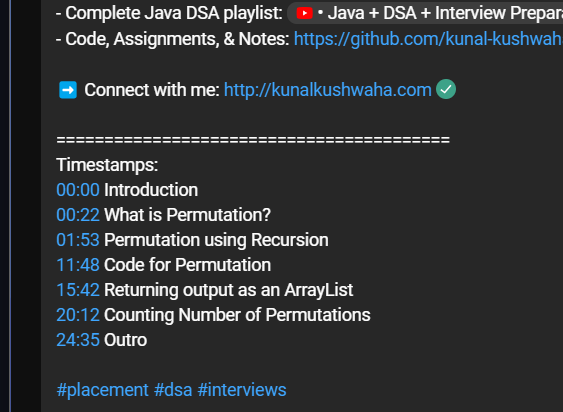 - Complete Java DSA playlist: • Java + DSA + Interview
- Code, Assignments, & Notes: https://github.com/kunal-kushwah
Connect with me: http://kunalkushwaha.com
=========================================
Timestamps:
00:00 Introduction
00:22 What is Permutation?
01:53 Permutation using Recursion
11:48 Code for Permutation
15:42 Returning output as an ArrayList
20:12 Counting Number of Permutations
24:35 Outro
#placement #dsa #interviews